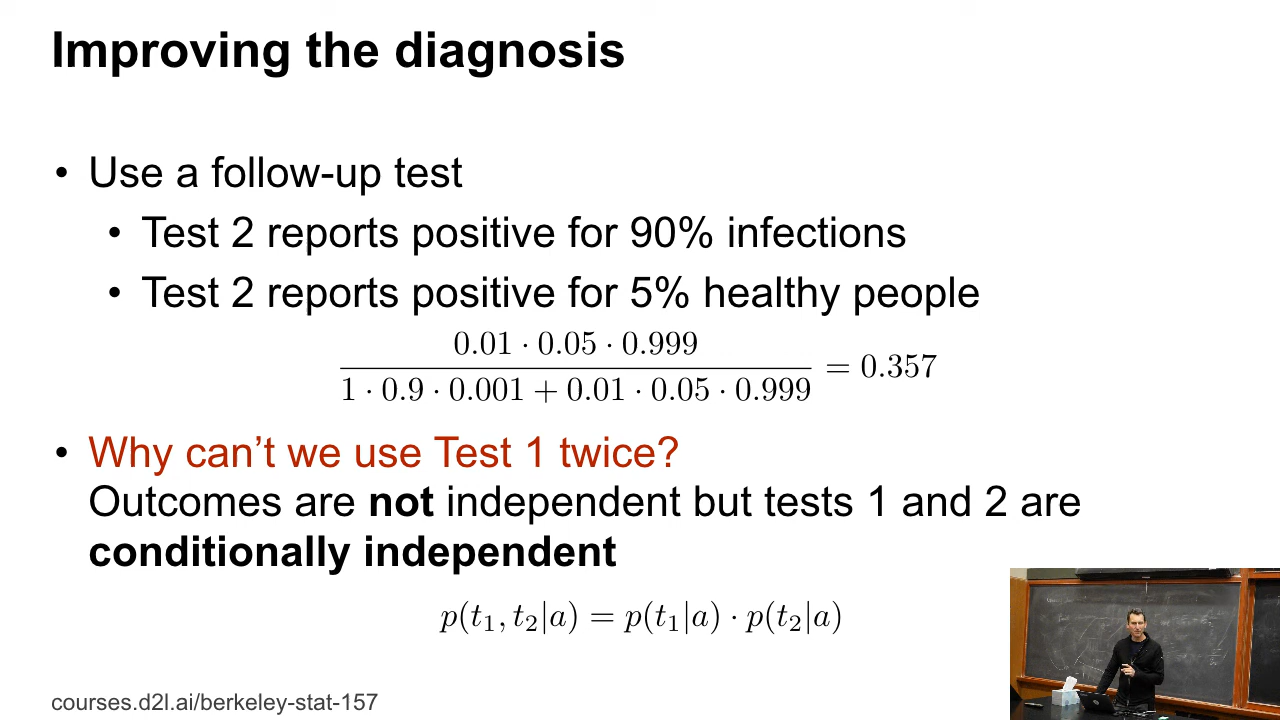 Improving the diagnosis
• Use a follow-up test
• Test 2 reports positive for 90% infections
• Test 2 reports positive for 5% healthy people
0.01 · 0.05 · 0.999
1 · 0.9 · 0.001 + 0.01 · 0.05 · 0.999 = 0.357
• Why can’t we use Test 1 twice?
Outcomes are not independent but tests 1 and 2 are
conditionally independent
p(t₁, t₂|a) = p(t₁|a) · p(t₂|a)
courses.d2l.ai/berkeley-stat-157